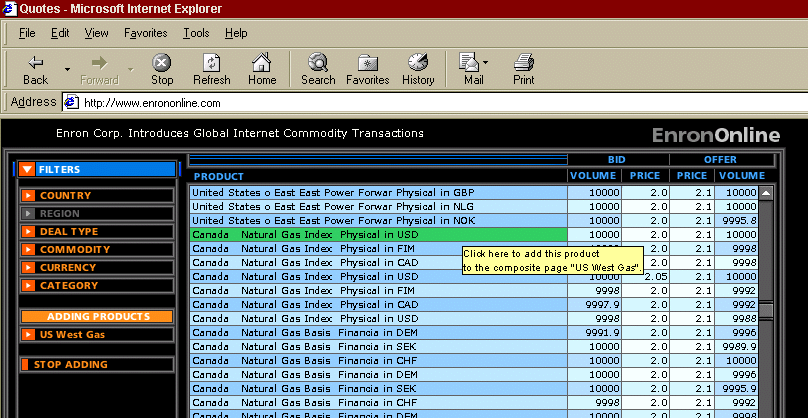 Quotes - Microsoft Internet Explorer
File Edit View Favorites Tools Help
Back Forward Stop Refresh Home Search Favorites History Mail Print
Address http://www.enrononline.com
Enron Corp. Introduces Global Internet Commodity Transactions
EnronOnline
FILTERS
COUNTRY
REGION
DEAL TYPE
COMMODITY
CURRENCY
CATEGORY
ADDING PRODUCTS
US West Gas
STOP ADDING
BID OFFER
PRODUCT VOLUME PRICE PRICE VOLUME
United States o East East Power Forwar Physical in GBP 10000 2.0 2.1 10000
United States o East East Power Forwar Physical in NLG 10000 2.0 2.1 10000
United States o East East Power Forwar Physical in NOK 10000 2.0 2.1 9995.8
Canada Natural Gas Index Physical in USD 10000 2.0 2.1 10000
Canada Natural Gas Index Physical in FIM 2.1 9998
Canada Natural Gas Index Physical in CAD 2.1 9998
Click here to add this product
to the composite page "US West Gas".
Canada Natural Gas Index Physical in USD 10000 2.05 2.1 9998
Canada Natural Gas Index Physical in FIM 9998 2.0 2.1 9992
Canada Natural Gas Index Physical in CAD 9997.9 2.0 2.1 9992
Canada Natural Gas Index Physical in USD 9998 2.0 2.1 9988
Canada Natural Gas Basis Financia in DEM 9991.9 2.0 2.1 9996
Canada Natural Gas Basis Financia in SEK 10000 2.0 2.1 9989.9
Canada Natural Gas Basis Financia in CHF 10000 2.0 2.1 10000
Canada Natural Gas Basis Financia in DEM 10000 2.0 2.1 9996
Canada Natural Gas Basis Financia in SEK 10000 2.0 2.1 9995.9
Canada Natural Gas Basis Financia in CHF 9998 2.0 2.1 9992
Canada Natural Gas Basis Financia in DEM 10000 2.0 2.1